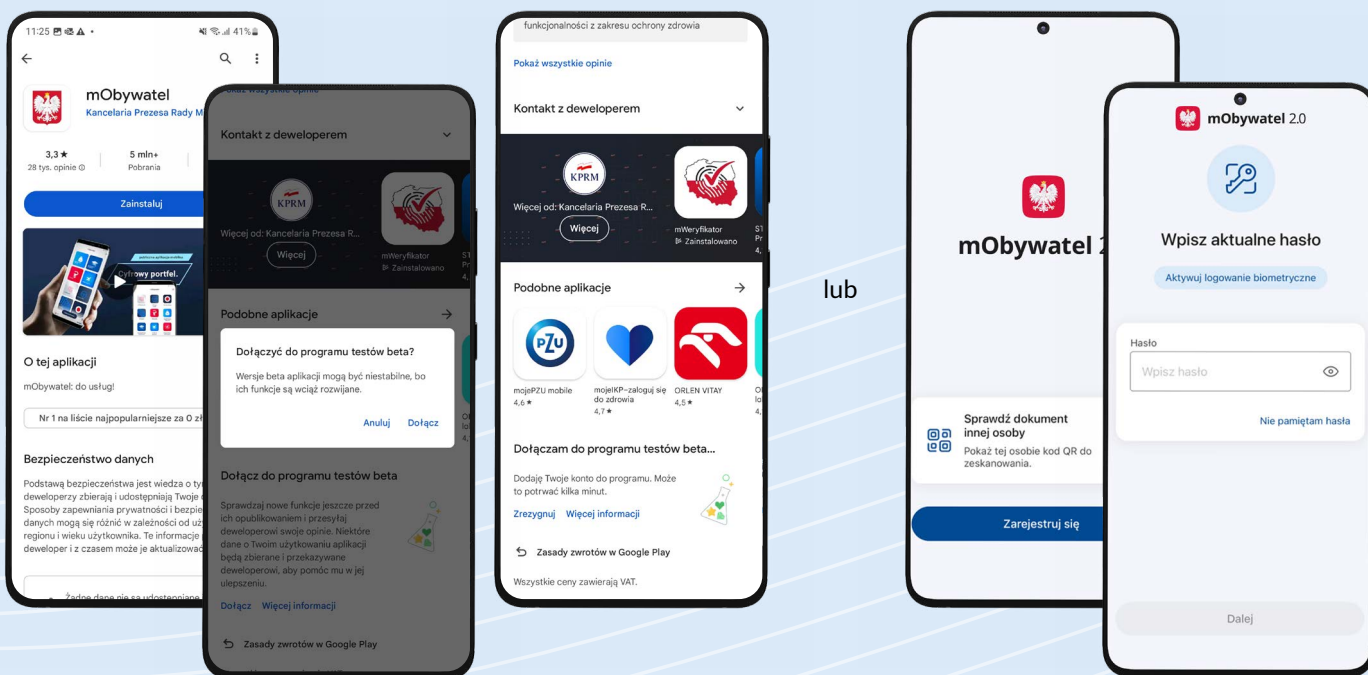 11:25
41%
mObywatel
Kancelaria Prezesa Rady M
3,3 ★
28 tys. opinie
5 mln+
Pobrania
Zainstaluj
Cyfrowy portfel.
O tej aplikacji
mObywatel: do usług!
Nr 1 na liście najpopularniejsze za 0 zł
Bezpieczeństwo danych
Podstawą bezpieczeństwa jest wiedza o ty
deweloperzy zbierają i udostępniają Twoje
Sposoby zapewniania prywatności i bezpie
danych mogą się różnić w zależności od uż
regionu i wieku użytkownika. Te informacje
deweloper i z czasem może je aktualizować
Żadne dane nie są udostępniane
Pokaż wszystkie opinie
Kontakt z deweloperem
KPRM
Więcej od: Kancelaria Prezesa R...
Więcej
mWeryfikator
Zainstalowano
Podobne aplikacje
Dołączyć do programu testów beta?
Wersje beta aplikacji mogą być niestabilne, bo
ich funkcje są wciąż rozwijane.
Anuluj Dołącz
Dołącz do programu testów beta
Sprawdzaj nowe funkcje jeszcze przed
ich opublikowaniem i przesyłaj
deweloperowi swoje opinie. Niektóre
dane o Twoim użytkowaniu aplikacji
będą zbierane i przekazywane
deweloperowi, aby pomóc mu w jej
ulepszeniu.
Dołącz Więcej informacji
Zasady zwrotów w Google Play
funkcjonalności z zakresu ochrony zdrowia
Pokaż wszystkie opinie
Kontakt z deweloperem
KPRM
Więcej od: Kancelaria Prezesa R...
Więcej
mWeryfikator
Zainstalowano
Podobne aplikacje
PZU
mojePZU mobile
4,6 ★
mojeIKP–zaloguj się
do zdrowia
4,7 ★
ORLEN VITAY
4,5 ★
Dołączam do programu testów beta...
Dodaję Twoje konto do programu. Może
to potrwać kilka minut.
Zrezygnuj Więcej informacji
Zasady zwrotów w Google Play
Wszystkie ceny zawierają VAT.
lub
mObywatel 2
Sprawdź dokument
innej osoby
Pokaż tej osobie kod QR do
zeskanowania.
Zarejestruj się
mObywatel 2.0
Wpisz aktualne hasło
Aktywuj logowanie biometryczne
Hasło
Wpisz hasło
Nie pamiętam hasła
Dalej